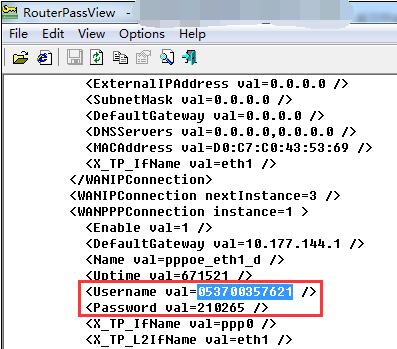 RouterPassView -
File Edit View Options Help
<ExternalIPAddress val=0.0.0.0 />
<SubnetMask val=0.0.0.0 />
<DefaultGateway val=0.0.0.0 />
<DNSServers val=0.0.0.0,0.0.0.0 />
<MACAddress val=D0:C7:C0:43:53:69 />
<X_TP_IfName val=eth1 />
</WANIPConnection>
<WANIPConnection nextInstance=3 />
<WANPPPConnection instance=1 >
<Enable val=1 />
<DefaultGateway val=10.177.144.1 />
<Name val=pppoe_eth1_d />
<Uptime val=671521 />
<Username val=053700357621 />
<Password val=210265 />
<X_TP_IfName val=ppp0 />
<X_TP_L2IfName val=eth1 />